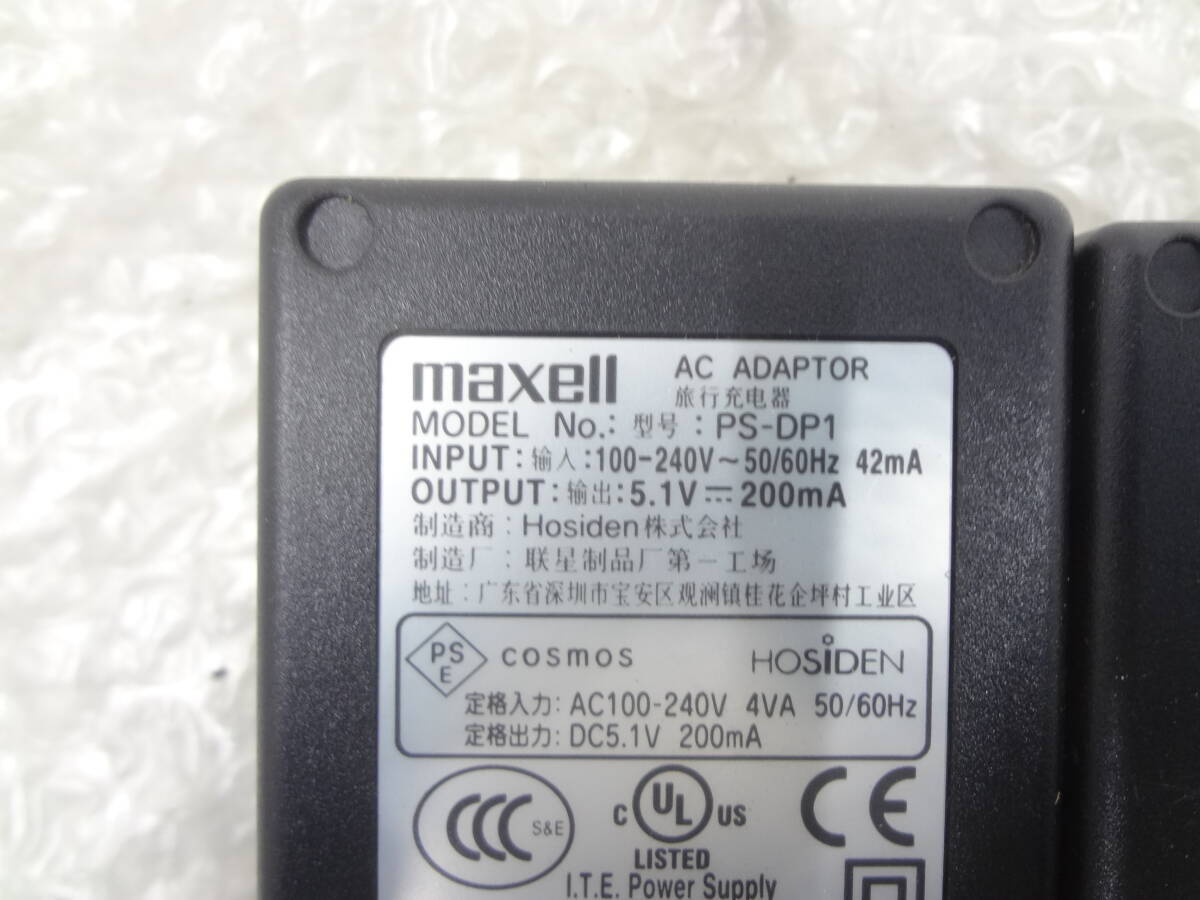 maxell AC ADAPTOR
旅行充电器
MODEL No.: 型号: PS-DP1
INPUT: 输入: 100-240V～50/60Hz 42mA
OUTPUT: 输出: 5.1V⎓200mA
制造商: Hosiden株式会社
制造厂: 联星制品厂第一工场
地址: 广东省深圳市宝安区观澜镇桂花企坪村工业区
PS E cosmos HOSiDEN
定格入力: AC100-240V 4VA 50/60Hz
定格出力: DC5.1V 200mA
CCC S&E C UL US CE
LISTED
I.T.E. Power Supply